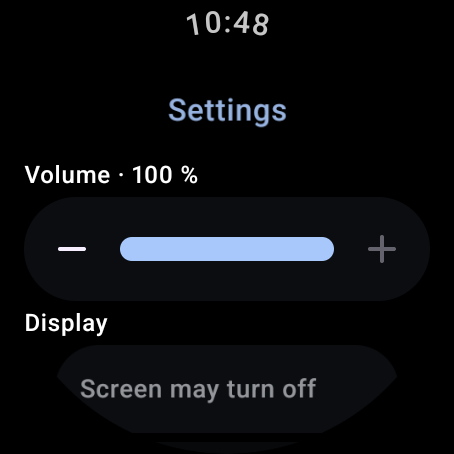 10:48
Settings
Volume · 100 %
Display
Screen may turn off